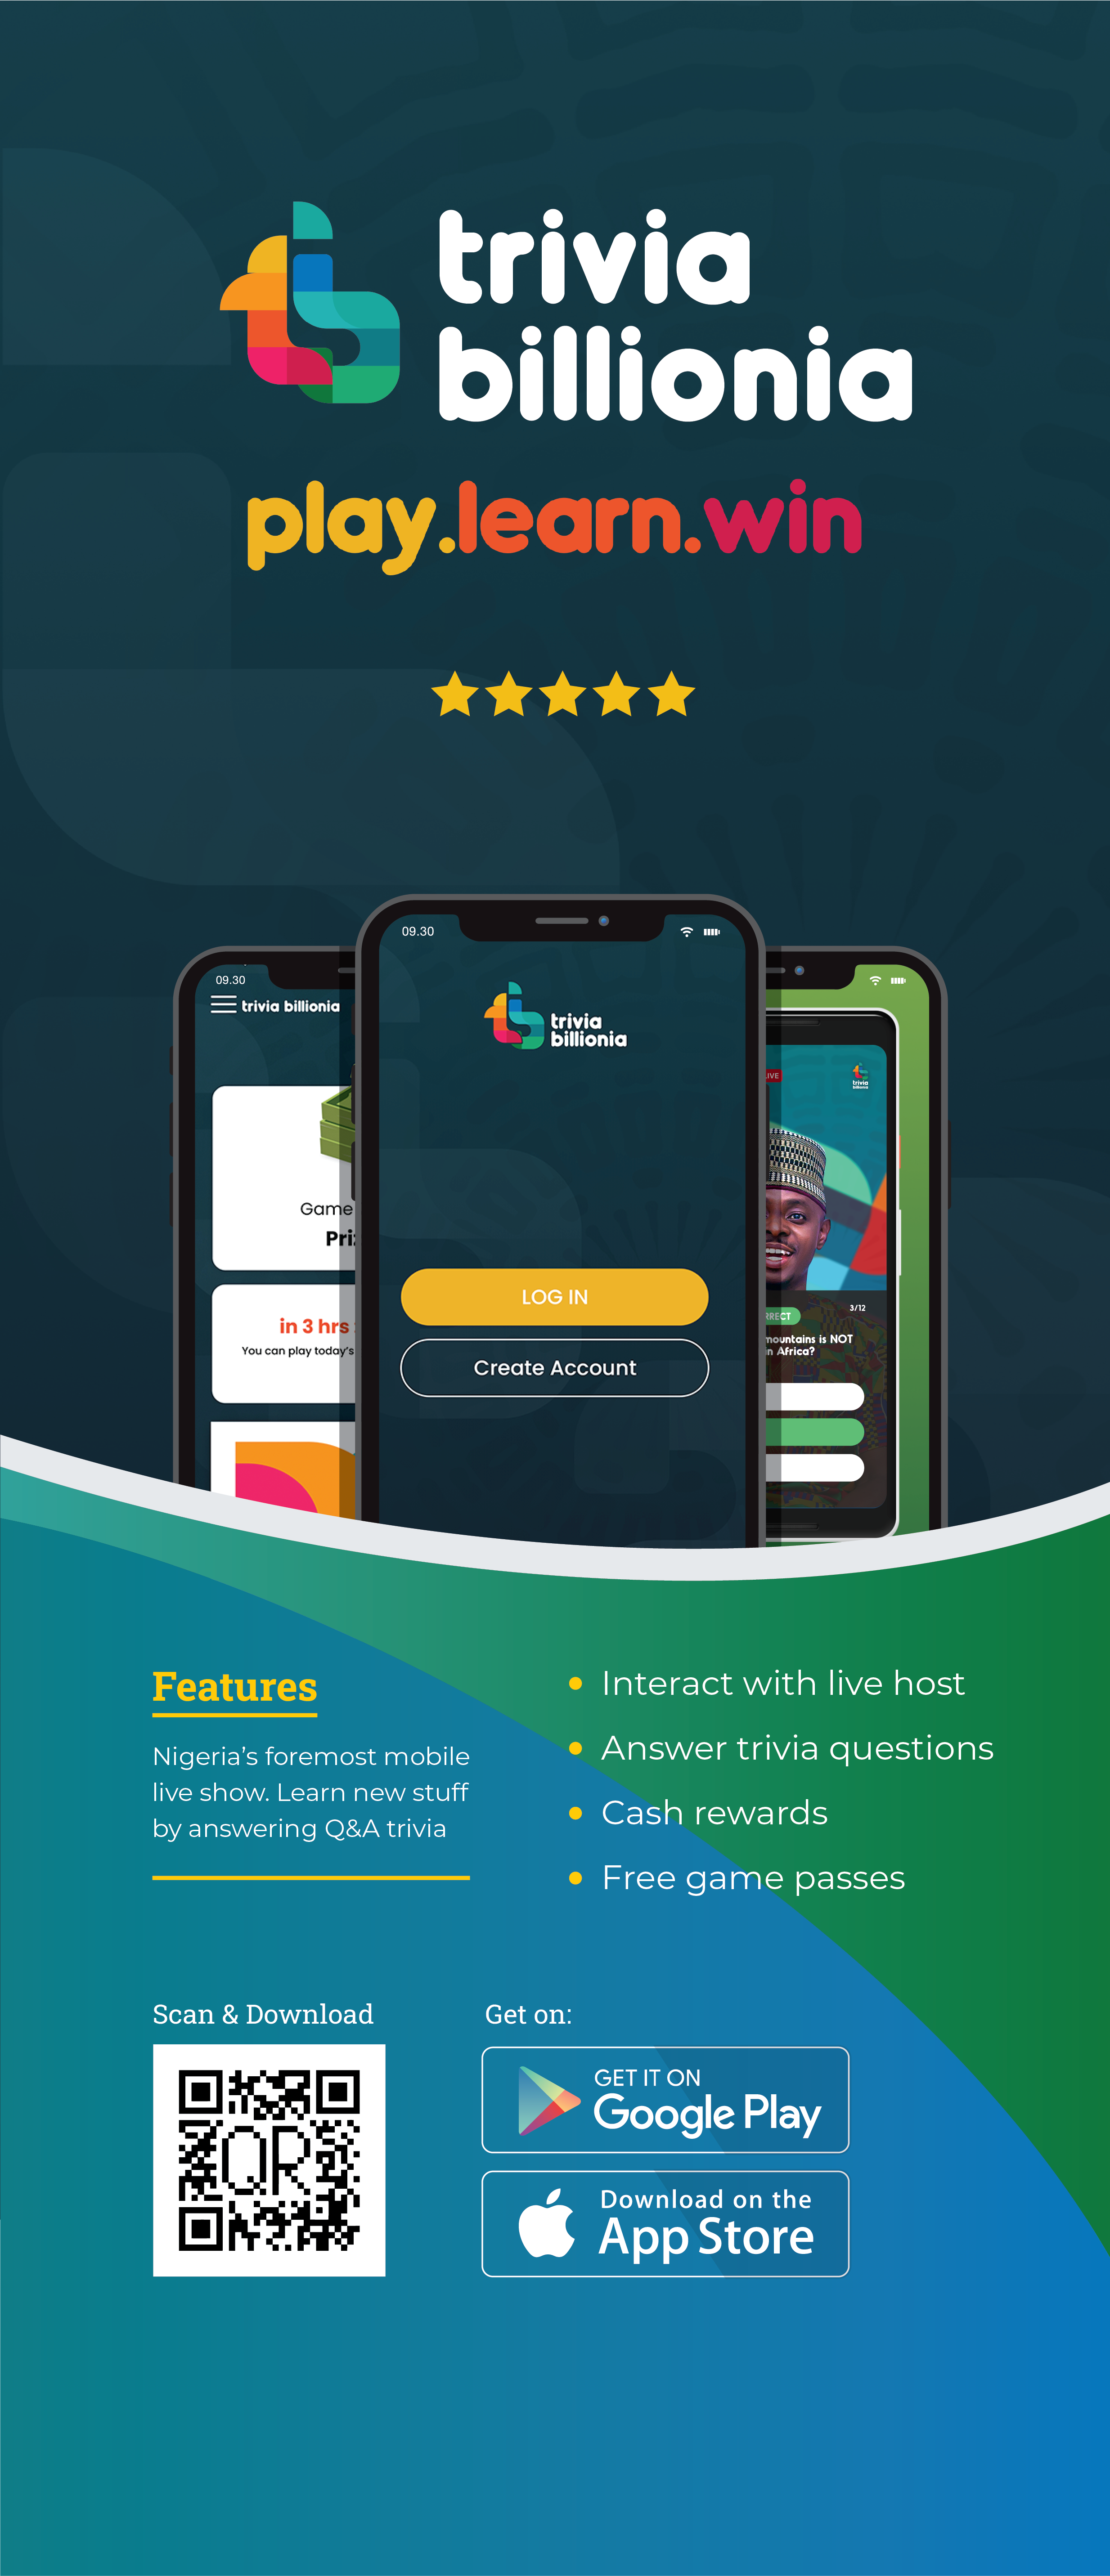 trivia
billionia
play.learn.win
09.30
trivia billionia
Game
in 3 hrs
You can play today's
09.30
trivia
billionia
LOG IN
Create Account
trivia
billionia
3/12
mountains is NOT
in Africa?
Features
Nigeria’s foremost mobile
live show. Learn new stuff
by answering Q&A trivia
Interact with live host
Answer trivia questions
Cash rewards
Free game passes
Scan & Download
QR
Get on:
GET IT ON
Google Play
Download on the
App Store